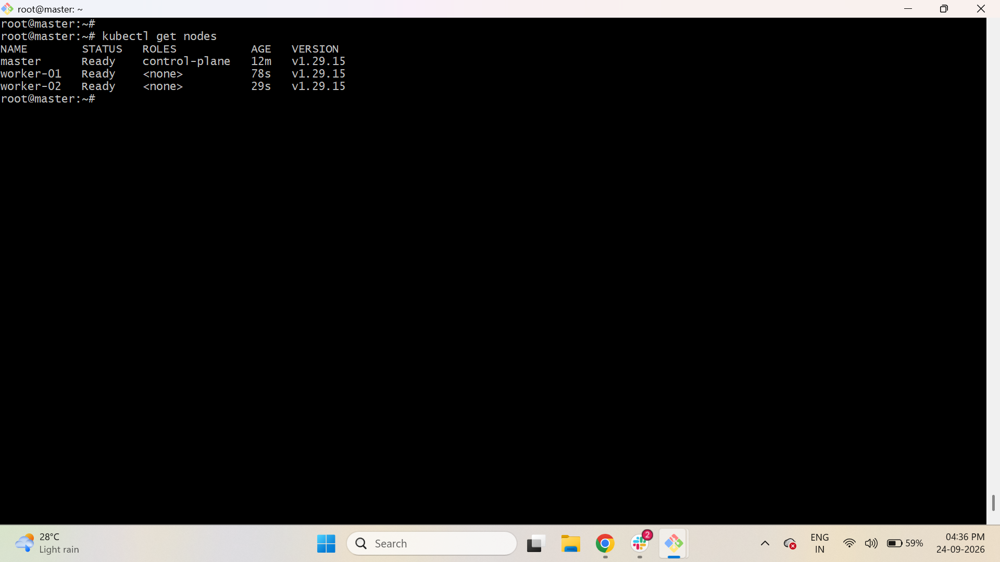 root@master: ~
root@master:~#
root@master:~# kubectl get nodes
NAME STATUS ROLES AGE VERSION
master Ready control-plane 12m v1.29.15
worker-01 Ready <none> 78s v1.29.15
worker-02 Ready <none> 29s v1.29.15
root@master:~#
28°C
Light rain
Search
2
ENG
IN
59%
04:36 PM
24-09-2026